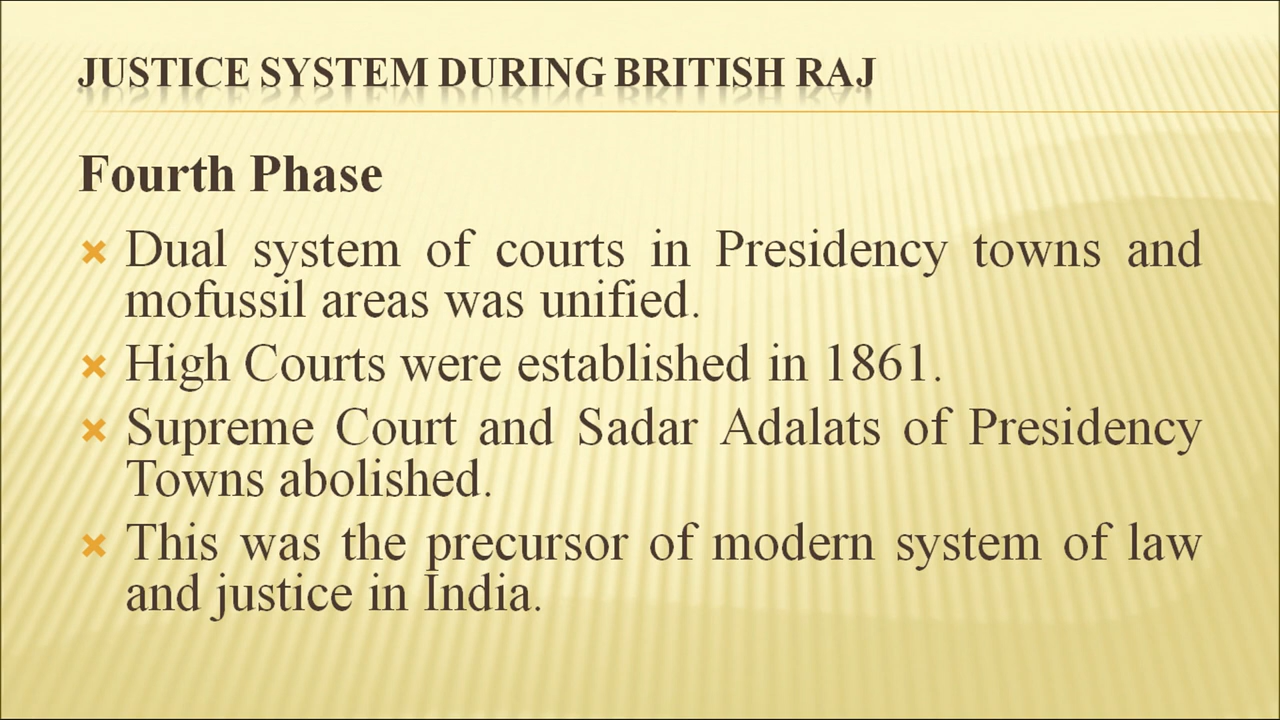 JUSTICE SYSTEM DURING BRITISH RAJ
Fourth Phase
Dual system of courts in Presidency towns and
mofussil areas was unified.
High Courts were established in 1861.
Supreme Court and Sadar Adalats of Presidency
Towns abolished.
This was the precursor of modern system of law
and justice in India.